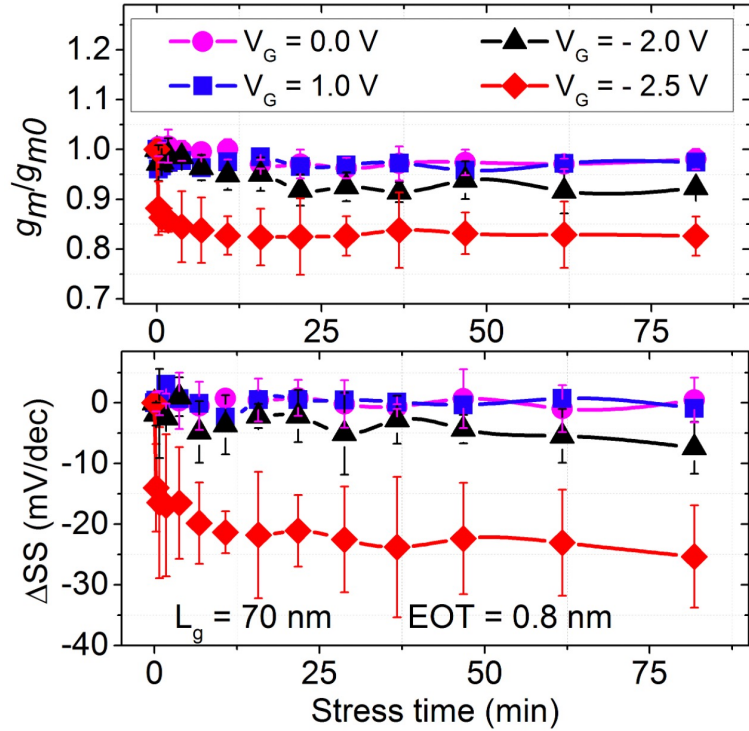 V_G = 0.0 V
V_G = - 2.0 V
V_G = 1.0 V
V_G = - 2.5 V
g_m/g_m0
1.2
1.1
1.0
0.9
0.8
0.7
0 25 50 75
ΔSS (mV/dec)
0
-10
-20
-30
-40
L_g = 70 nm EOT = 0.8 nm
0 25 50 75
Stress time (min)